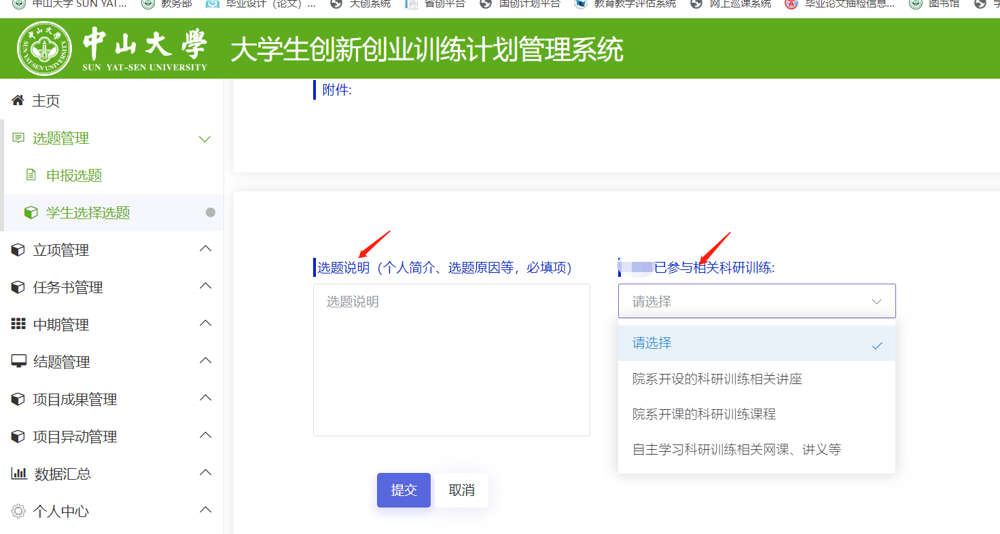 中山大学 SUN YAT...
教务部
毕业设计（论文）...
大创系统
省创平台
国创计划平台
教育教学评估系统
网上巡课系统
毕业论文抽检信息...
图书馆
中山大學
SUN YAT-SEN UNIVERSITY
大学生创新创业训练计划管理系统
主页
选题管理
申报选题
学生选择选题
立项管理
任务书管理
中期管理
结题管理
项目成果管理
项目异动管理
数据汇总
个人中心
附件:
选题说明（个人简介、选题原因等，必填项）
选题说明
已参与相关科研训练:
请选择
请选择
院系开设的科研训练相关讲座
院系开课的科研训练课程
自主学习科研训练相关网课、讲义等
提交
取消